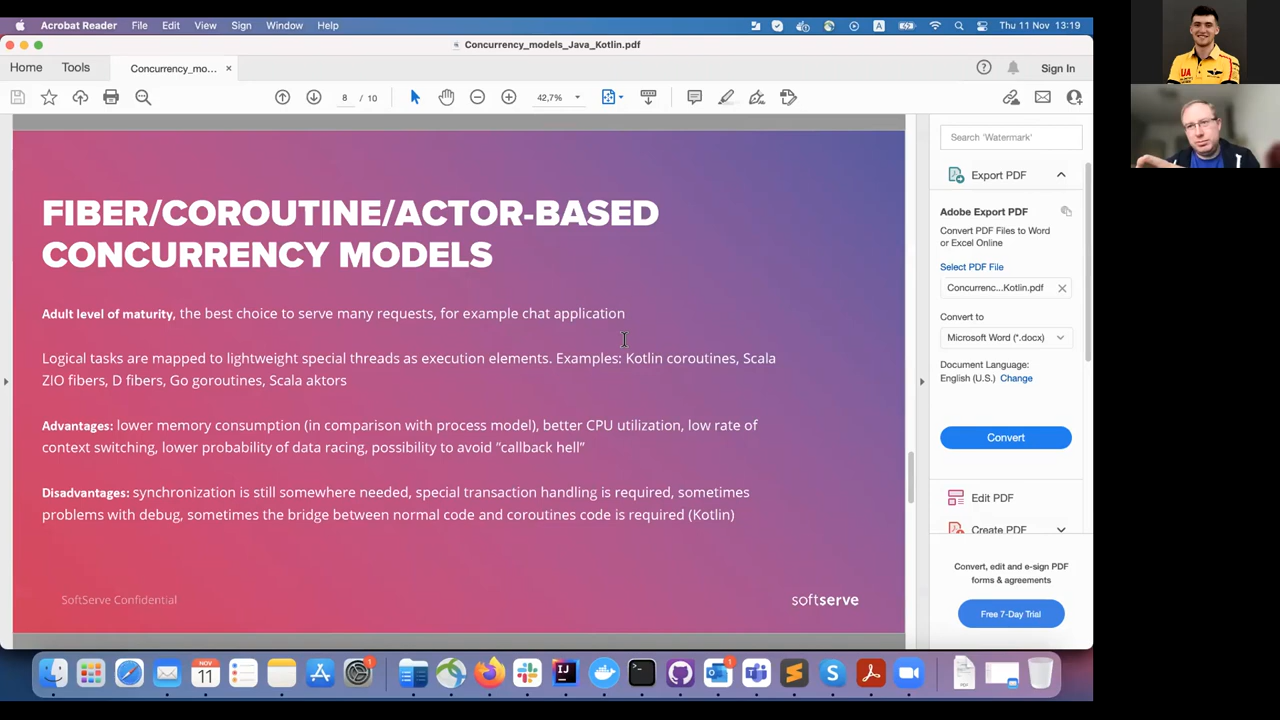 Acrobat Reader File Edit View Sign Window Help
A
Thu 11 Nov 13:19
Concurrency_models_Java_Kotlin.pdf
Home Tools Concurrency_mo... × Sign In
8 / 10 42,7%
FIBER/COROUTINE/ACTOR-BASED
CONCURRENCY MODELS
Adult level of maturity, the best choice to serve many requests, for example chat application
Logical tasks are mapped to lightweight special threads as execution elements. Examples: Kotlin coroutines, Scala
ZIO fibers, D fibers, Go goroutines, Scala aktors
Advantages: lower memory consumption (in comparison with process model), better CPU utilization, low rate of
context switching, lower probability of data racing, possibility to avoid “callback hell”
Disadvantages: synchronization is still somewhere needed, special transaction handling is required, sometimes
problems with debug, sometimes the bridge between normal code and coroutines code is required (Kotlin)
SoftServe Confidential
softserve
Search 'Watermark'
Export PDF
Adobe Export PDF
Convert PDF Files to Word
or Excel Online
Select PDF File
Concurrenc...Kotlin.pdf
Convert to
Microsoft Word (*.docx)
Document Language:
English (U.S.) Change
Convert
Edit PDF
Create PDF
Convert, edit and e-sign PDF
forms & agreements
Free 7-Day Trial
UA
NOV
11
1
IJ
1
S